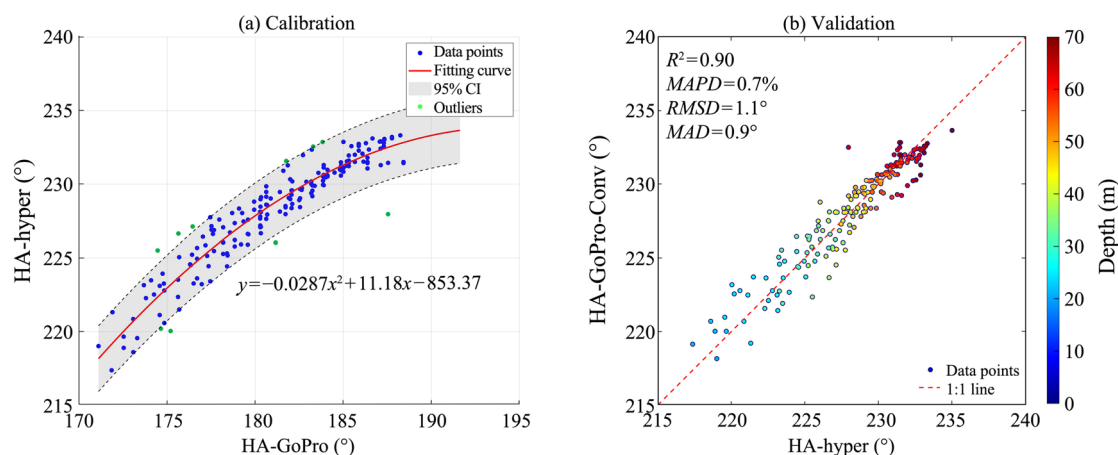 (a) Calibration
240
235
230
225
220
215
170
175
180
185
190
195
HA-hyper (°)
HA-GoPro (°)
Data points
Fitting curve
95% CI
Outliers
y=−0.0287x²+11.18x−853.37
(b) Validation
240
235
230
225
220
215
215
220
225
230
235
240
HA-GoPro-Conv (°)
HA-hyper (°)
R²=0.90
MAPD=0.7%
RMSD=1.1°
MAD=0.9°
Data points
1:1 line
70
60
50
40
30
20
10
0
Depth (m)